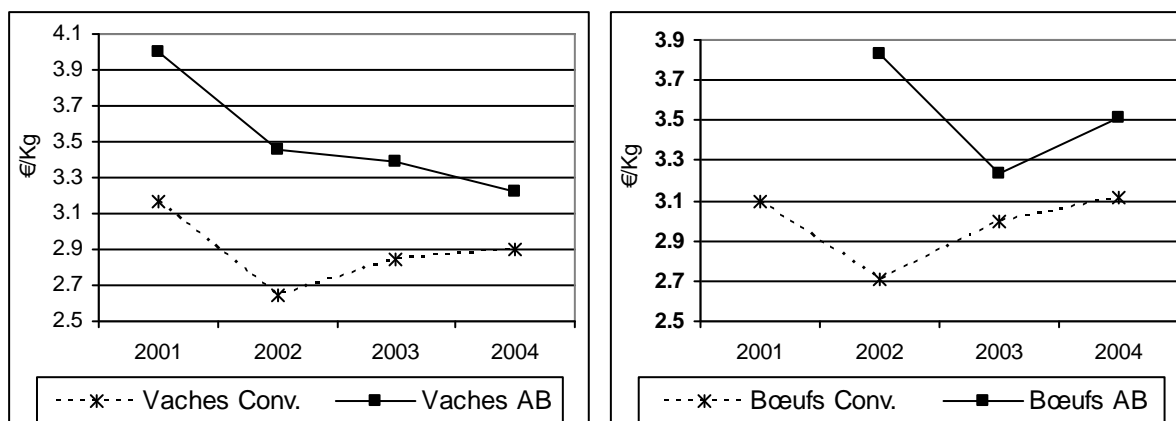 4.1
3.9
3.7
3.5
3.3
3.1
2.9
2.7
2.5
€/Kg
2001 2002 2003 2004
Vaches Conv. Vaches AB
3.9
3.7
3.5
3.3
3.1
2.9
2.7
2.5
€/Kg
2001 2002 2003 2004
Bœufs Conv. Bœufs AB